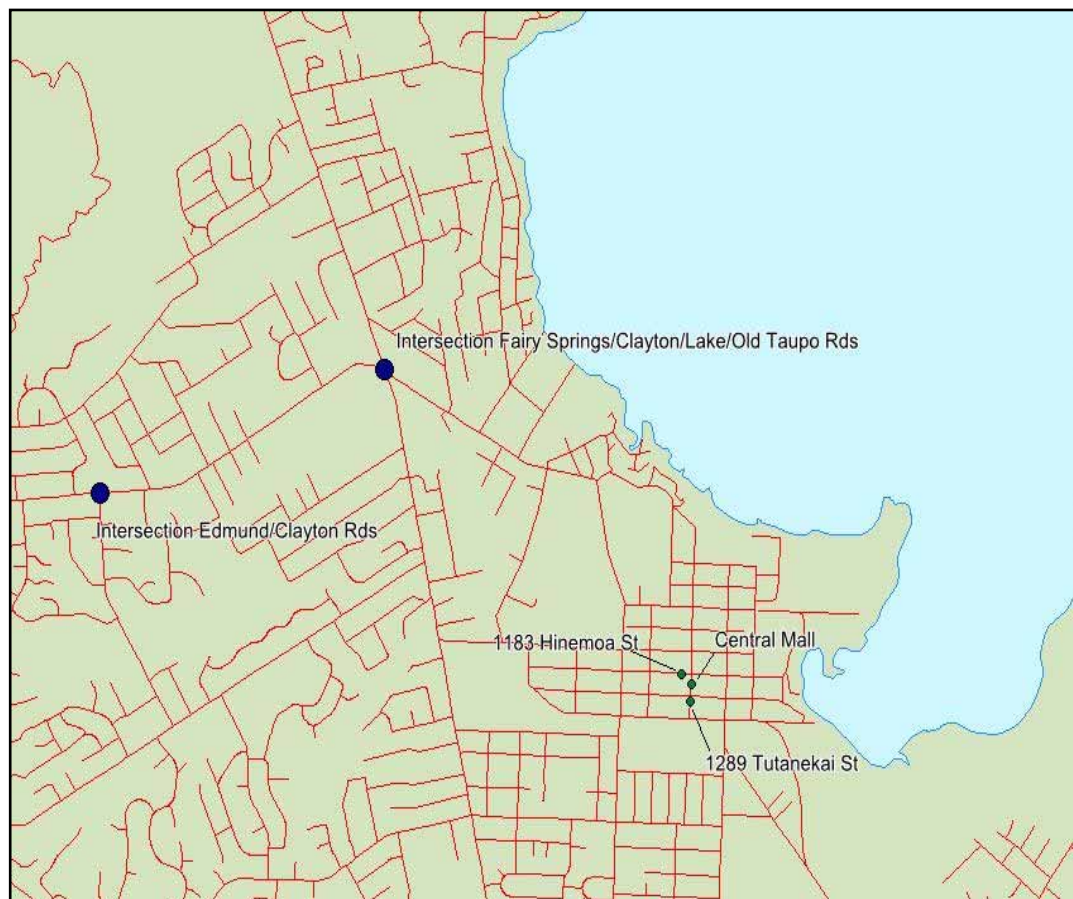 Intersection Fairy Springs/Clayton/Lake/Old Taupo Rds
Intersection Edmund/Clayton Rds
1183 Hinemoa St
Central Mall
1289 Tutanekai St